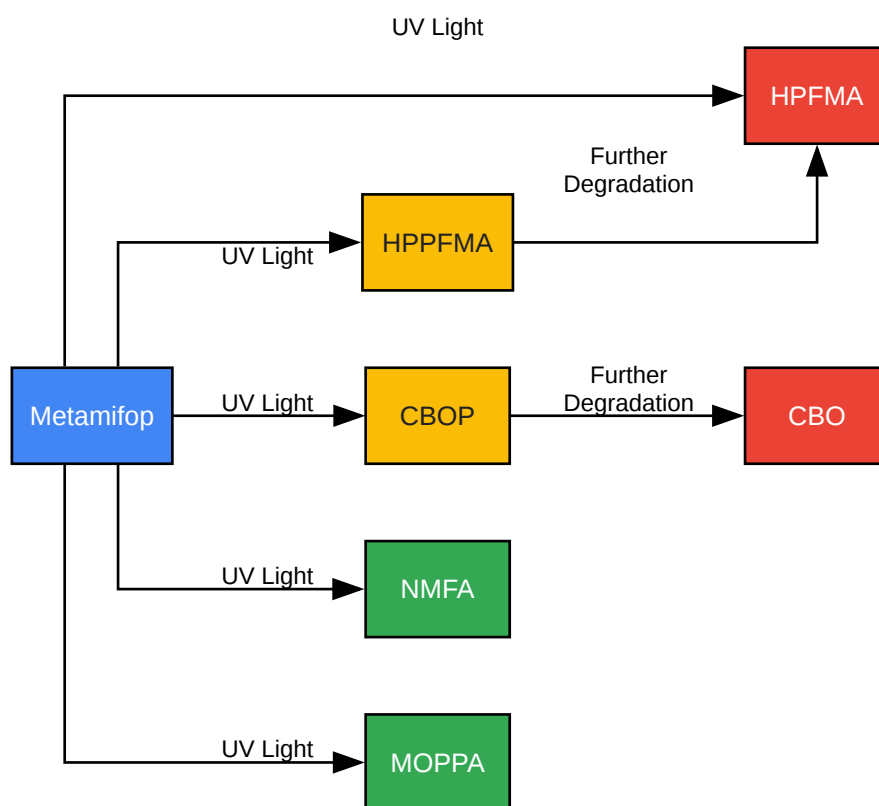 UV Light
HPFMA
Further
Degradation
HPPFMA
UV Light
Further
Degradation
Metamifop
UV Light
CBOP
CBO
UV Light
NMFA
UV Light
MOPPA